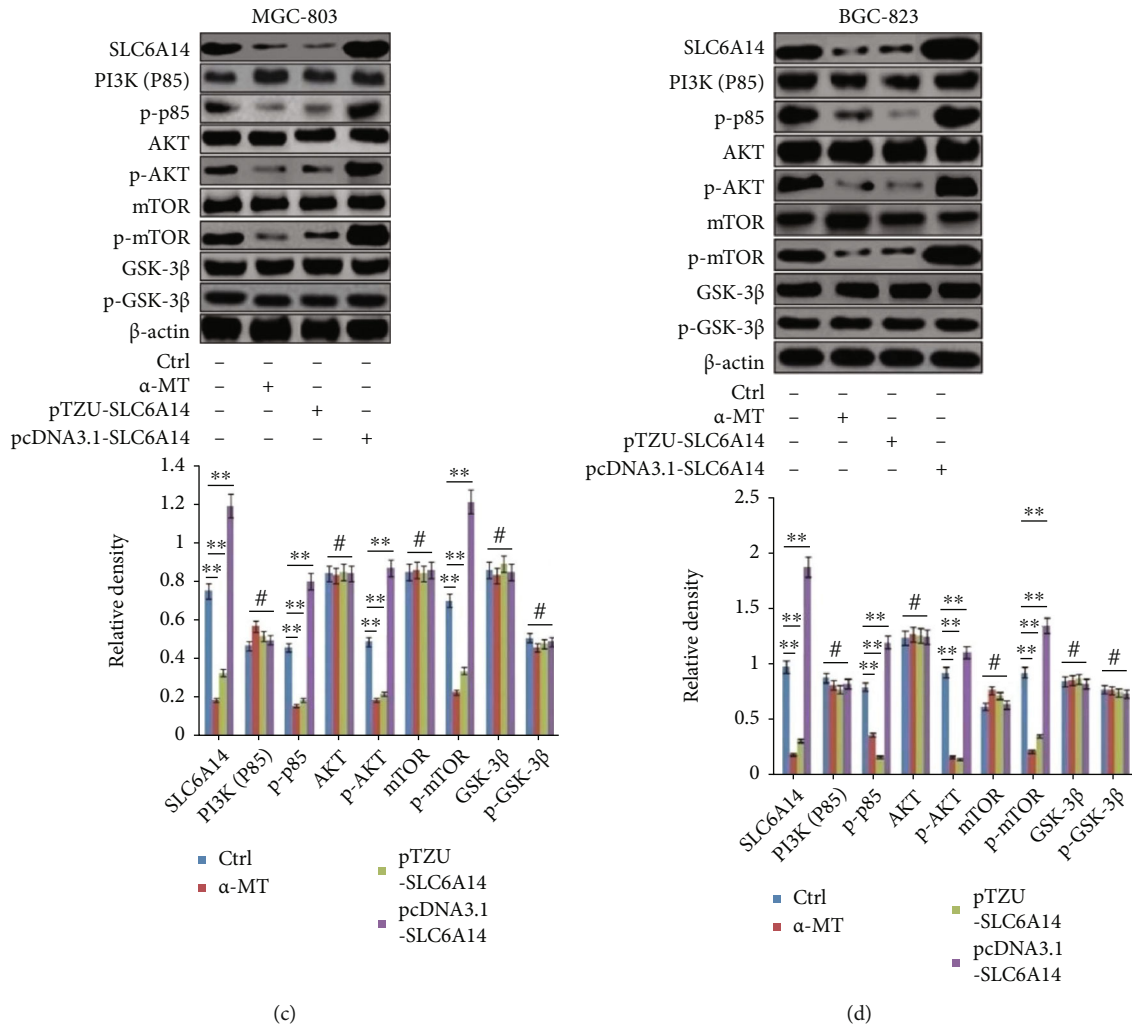 MGC-803
SLC6A14
PI3K (P85)
p-p85
AKT
p-AKT
mTOR
p-mTOR
GSK-3β
p-GSK-3β
β-actin
Ctrl – – – –
α-MT – + – –
pTZU-SLC6A14 – – + –
pcDNA3.1-SLC6A14 – – – +
Relative density
1.4
1.2
1
0.8
0.6
0.4
0.2
0
** ** **
#
** ** **
#
** **
#
** ** **
#
#
SLC6A14
PI3K (P85)
p-p85
AKT
p-AKT
mTOR
p-mTOR
GSK-3β
p-GSK-3β
Ctrl
α-MT
pTZU
-SLC6A14
pcDNA3.1
-SLC6A14
(c)
BGC-823
SLC6A14
PI3K (P85)
p-p85
AKT
p-AKT
mTOR
p-mTOR
GSK-3β
p-GSK-3β
β-actin
Ctrl – – – –
α-MT – + – –
pTZU-SLC6A14 – – + –
pcDNA3.1-SLC6A14 – – – +
Relative density
2.5
2
1.5
1
0.5
0
** ** **
#
** ** **
#
** ** **
#
** ** ** **
#
#
SLC6A14
PI3K (P85)
p-p85
AKT
p-AKT
mTOR
p-mTOR
GSK-3β
p-GSK-3β
Ctrl
α-MT
pTZU
-SLC6A14
pcDNA3.1
-SLC6A14
(d)